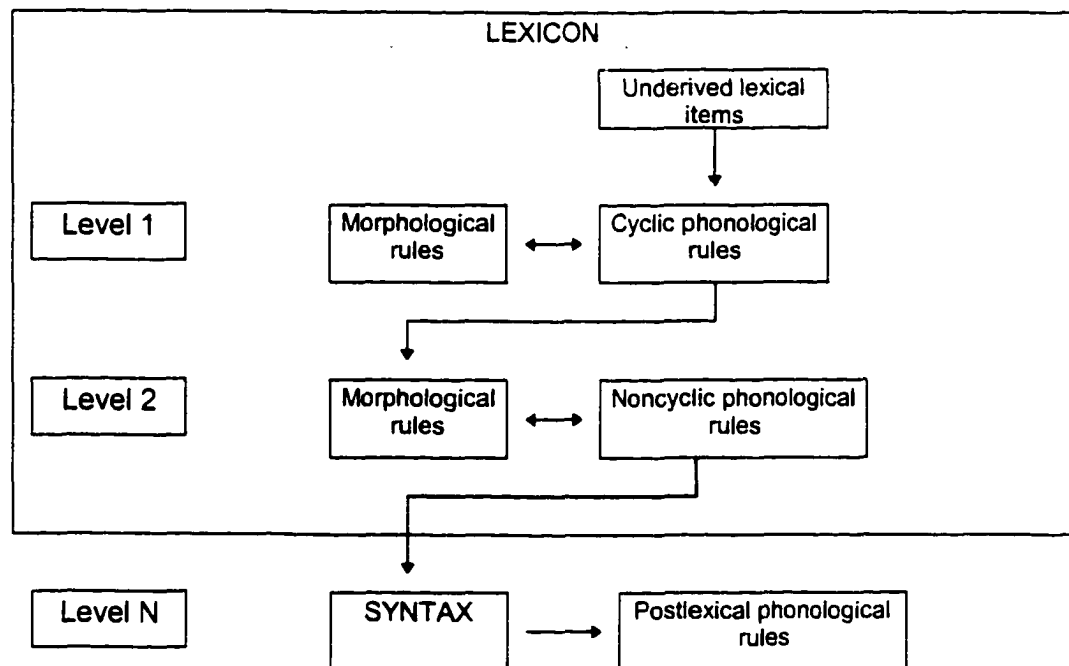 LEXICON
Underived lexical
items
Level 1
Morphological
rules
Cyclic phonological
rules
Level 2
Morphological
rules
Noncyclic phonological
rules
Level N
SYNTAX
Postlexical phonological
rules